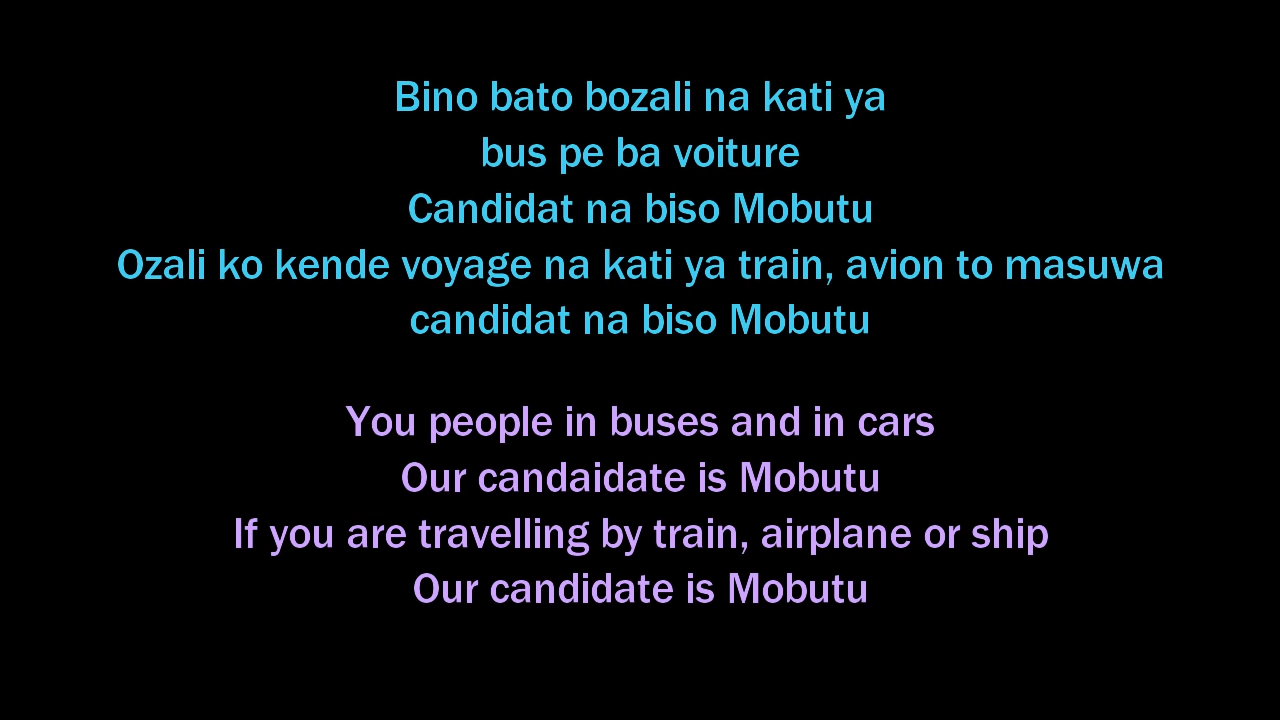 Bino bato bozali na kati ya
bus pe ba voiture
Candidat na biso Mobutu
Ozali ko kende voyage na kati ya train, avion to masuwa
candidat na biso Mobutu
You people in buses and in cars
Our candaidate is Mobutu
If you are travelling by train, airplane or ship
Our candidate is Mobutu